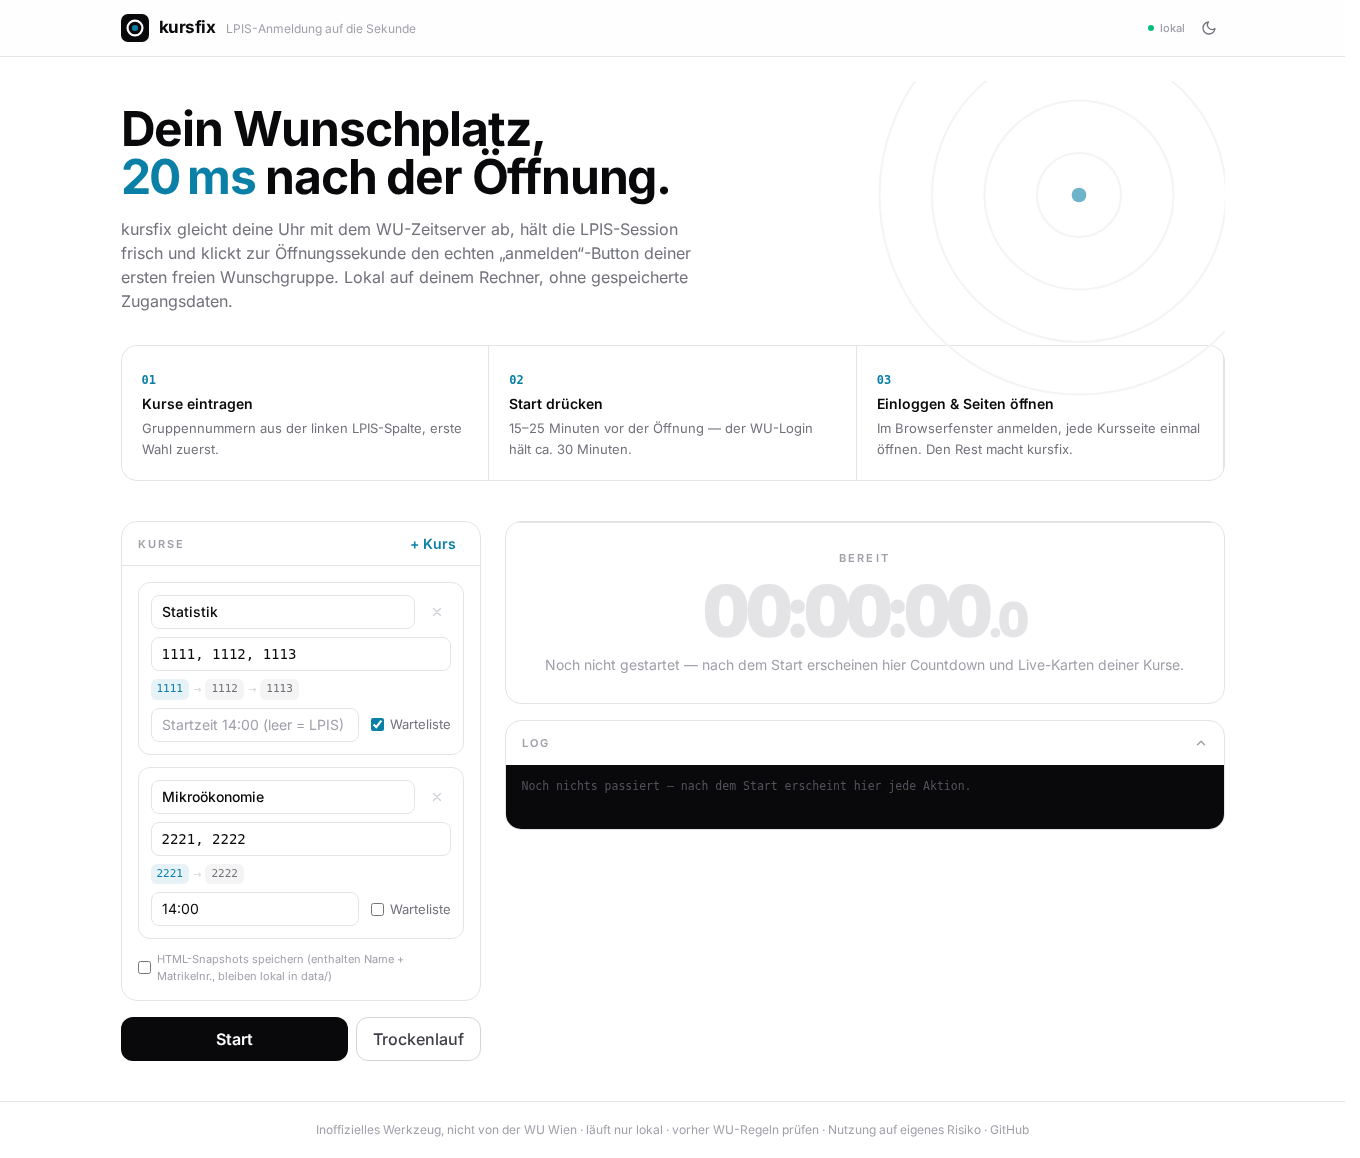 kursfix LPIS-Anmeldung auf die Sekunde
lokal
Dein Wunschplatz,
20 ms nach der Öffnung.
kursfix gleicht deine Uhr mit dem WU-Zeitserver ab, hält die LPIS-Session
frisch und klickt zur Öffnungssekunde den echten „anmelden“-Button deiner
ersten freien Wunschgruppe. Lokal auf deinem Rechner, ohne gespeicherte
Zugangsdaten.
01
Kurse eintragen
Gruppennummern aus der linken LPIS-Spalte, erste
Wahl zuerst.
02
Start drücken
15–25 Minuten vor der Öffnung — der WU-Login
hält ca. 30 Minuten.
03
Einloggen & Seiten öffnen
Im Browserfenster anmelden, jede Kursseite einmal
öffnen. Den Rest macht kursfix.
KURSE
+ Kurs
Statistik
1111, 1112, 1113
1111 → 1112 → 1113
Startzeit 14:00 (leer = LPIS)
Warteliste
Mikroökonomie
2221, 2222
2221 → 2222
14:00
Warteliste
HTML-Snapshots speichern (enthalten Name +
Matrikelnr., bleiben lokal in data/)
Start
Trockenlauf
BEREIT
00:00:00.0
Noch nicht gestartet — nach dem Start erscheinen hier Countdown und Live-Karten deiner Kurse.
LOG
Noch nichts passiert — nach dem Start erscheint hier jede Aktion.
Inoffizielles Werkzeug, nicht von der WU Wien · läuft nur lokal · vorher WU-Regeln prüfen · Nutzung auf eigenes Risiko · GitHub